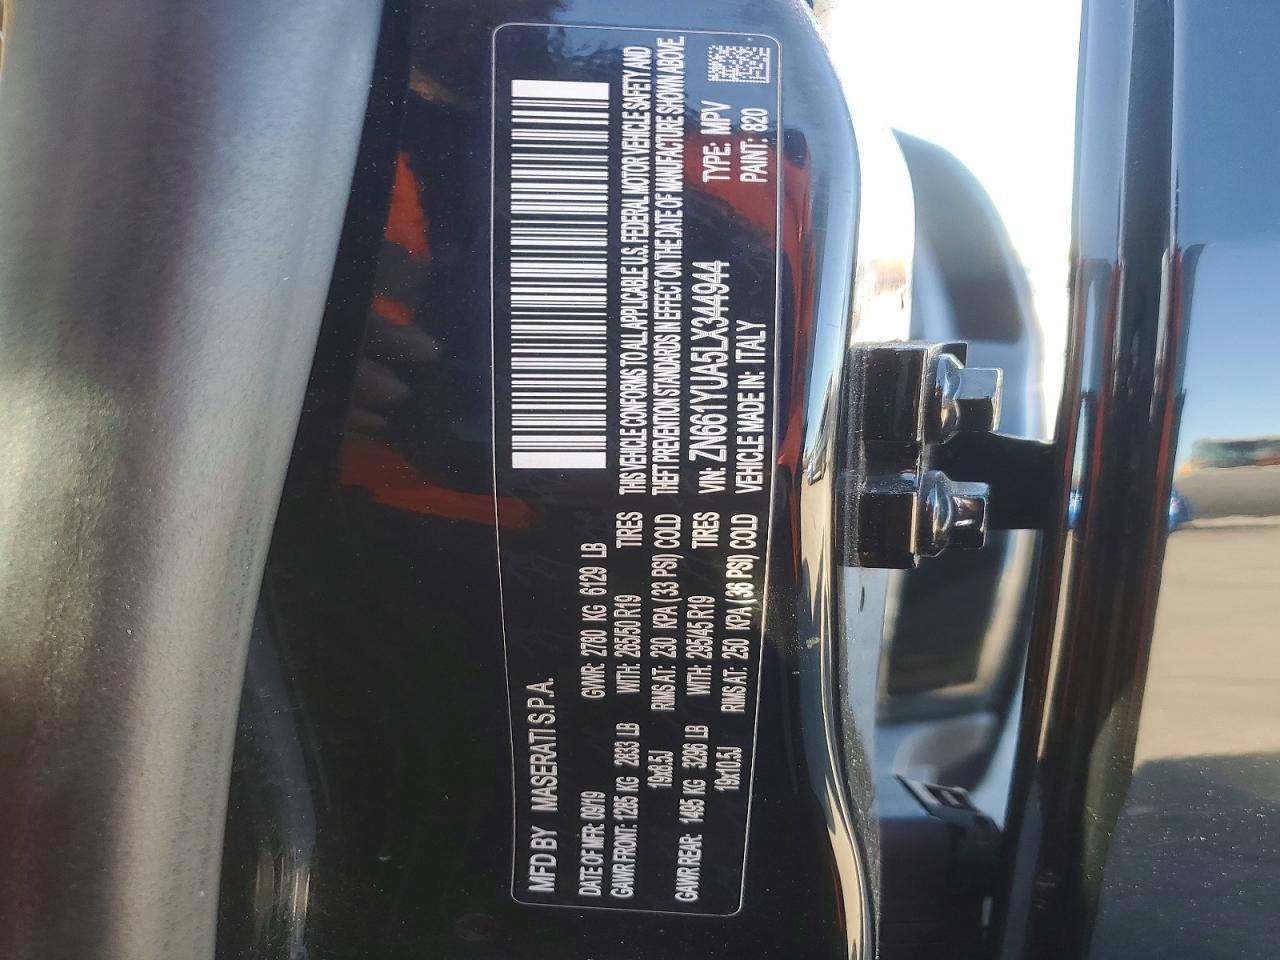 MFD BY MASERATI S.P.A.
DATE OF MFR: 09/19 GVWR: 2780 KG 6129 LB
GAWR FRONT: 1285 KG 2833 LB WITH: 265/50 R19 TIRES
19x8.5J RIMS AT: 230 KPA (33 PSI) COLD
GAWR REAR: 1495 KG 3296 LB WITH: 295/45 R19 TIRES
19x10.5J RIMS AT: 250 KPA (36 PSI) COLD
THIS VEHICLE CONFORMS TO ALL APPLICABLE U.S. FEDERAL MOTOR VEHICLE SAFETY AND
THEFT PREVENTION STANDARDS IN EFFECT ON THE DATE OF MANUFACTURE SHOWN ABOVE.
VIN: ZN661YUA5LX344944 TYPE: MPV
VEHICLE MADE IN: ITALY PAINT: 820